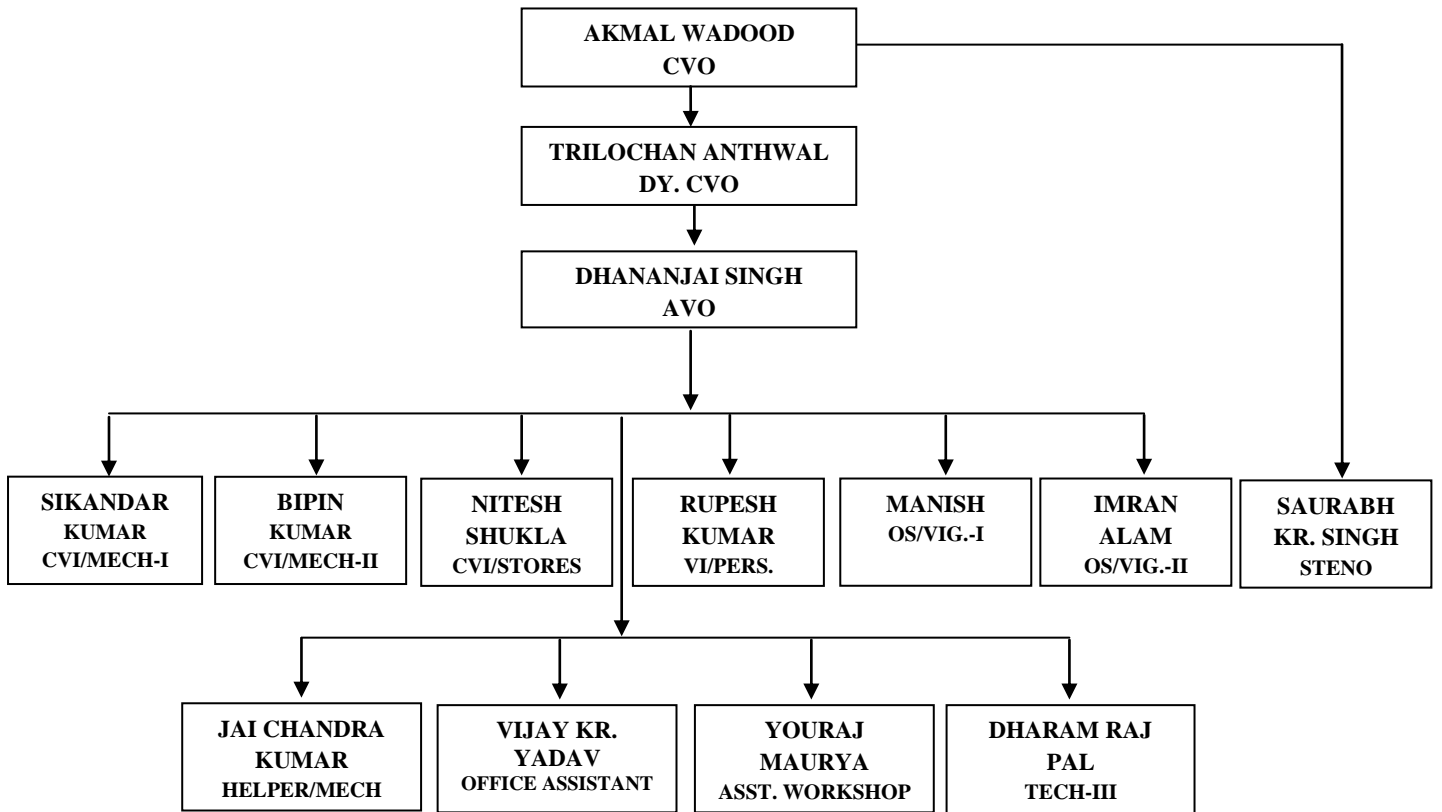 AKMAL WADOOD
CVO
TRILOCHAN ANTHWAL
DY. CVO
DHANANJAI SINGH
AVO
SIKANDAR
KUMAR
CVI/MECH-I
BIPIN
KUMAR
CVI/MECH-II
NITESH
SHUKLA
CVI/STORES
RUPESH
KUMAR
VI/PERS.
MANISH
OS/VIG.-I
IMRAN
ALAM
OS/VIG.-II
SAURABH
KR. SINGH
STENO
JAI CHANDRA
KUMAR
HELPER/MECH
VIJAY KR.
YADAV
OFFICE ASSISTANT
YOURAJ
MAURYA
ASST. WORKSHOP
DHARAM RAJ
PAL
TECH-III